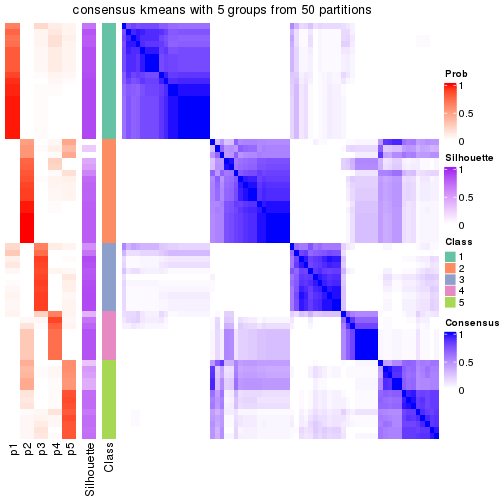 consensus kmeans with 5 groups from 50 partitions
Prob
1
0.5
0
Silhouette
1
0.5
0
Class
1
2
3
4
5
Consensus
1
0.5
0
p1
p2
p3
p4
p5
Silhouette
Class